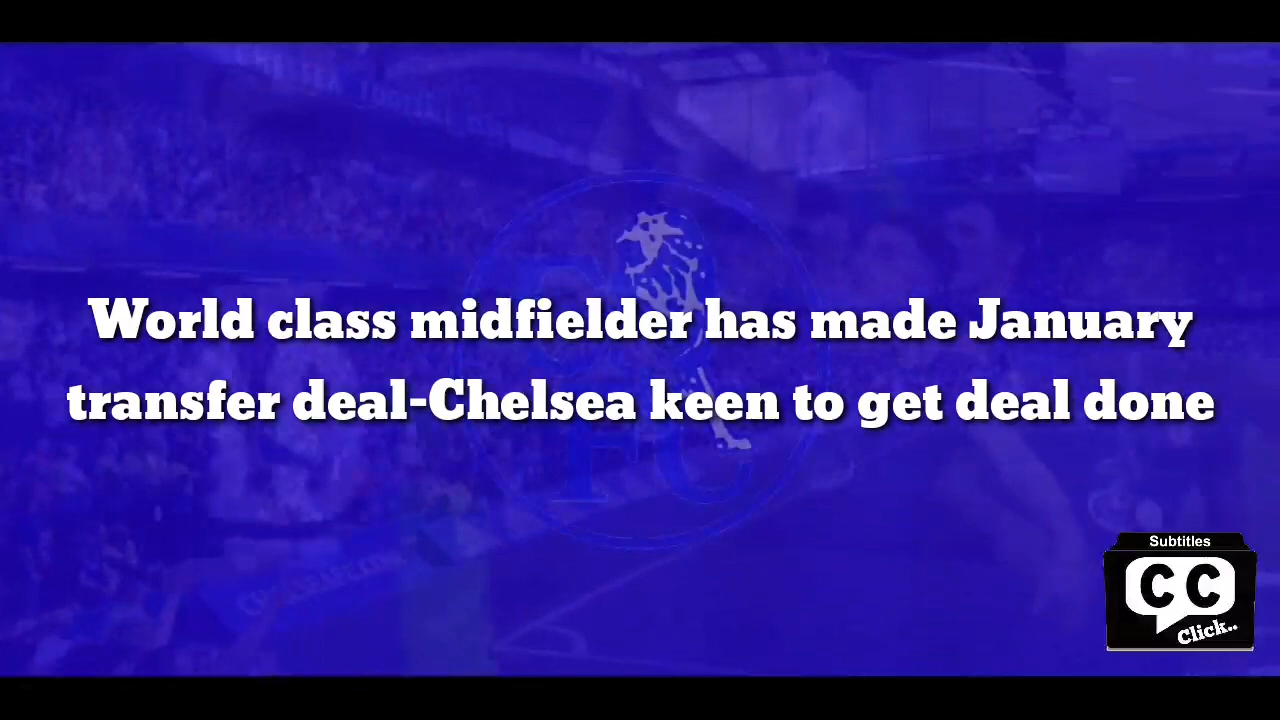 World class midfielder has made January
transfer deal-Chelsea keen to get deal done
Subtitles
CC
Click..